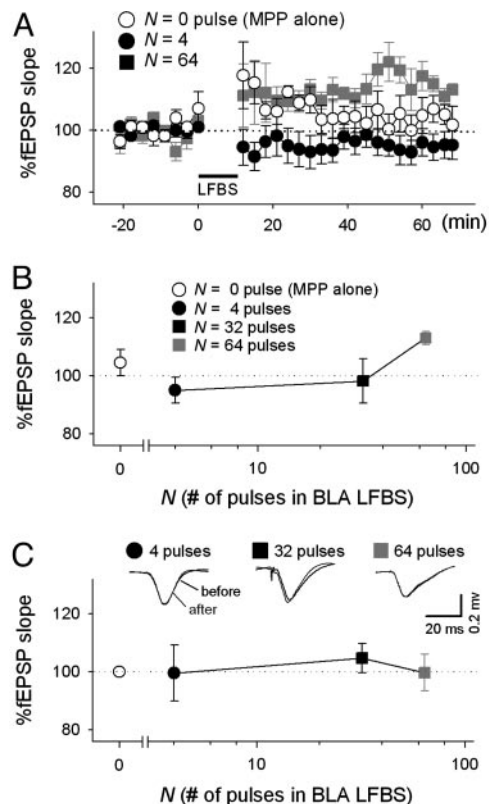 A
N = 0 pulse (MPP alone)
N = 4
N = 64
%fEPSP slope
120
100
80
LFBS
-20 0 20 40 60 (min)
B
N = 0 pulse (MPP alone)
N = 4 pulses
N = 32 pulses
N = 64 pulses
%fEPSP slope
120
100
80
0 10 100
N (# of pulses in BLA LFBS)
C
4 pulses 32 pulses 64 pulses
before
after
20 ms
0.2 mv
%fEPSP slope
120
100
80
0 10 100
N (# of pulses in BLA LFBS)